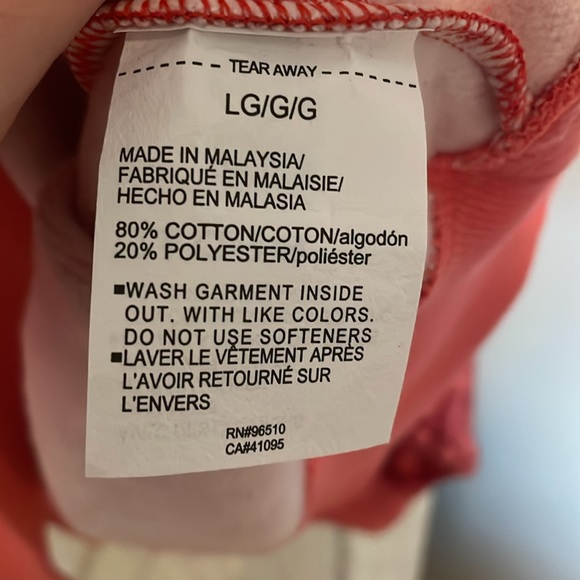 TEAR AWAY
LG/G/G
MADE IN MALAYSIA/
FABRIQUÉ EN MALAISIE/
HECHO EN MALASIA
80% COTTON/COTON/algodón
20% POLYESTER/poliéster
■WASH GARMENT INSIDE
OUT. WITH LIKE COLORS.
DO NOT USE SOFTENERS
■LAVER LE VÊTEMENT APRÈS
L'AVOIR RETOURNÉ SUR
L'ENVERS
RN#96510
CA#41095